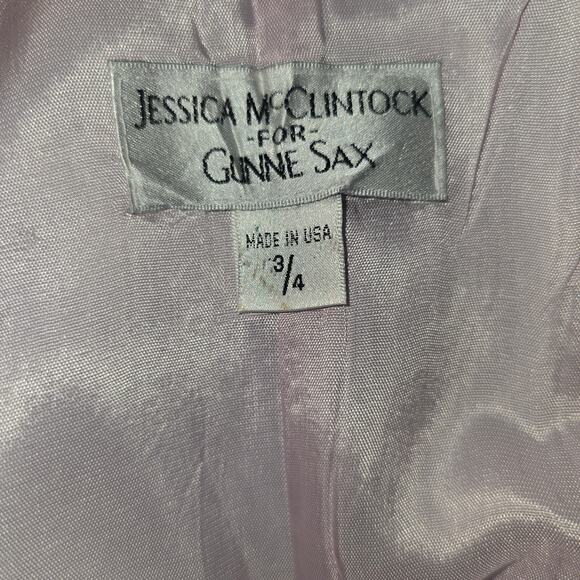 JESSICA McCLINTOCK
-FOR-
GUNNE SAX
MADE IN USA
3/4